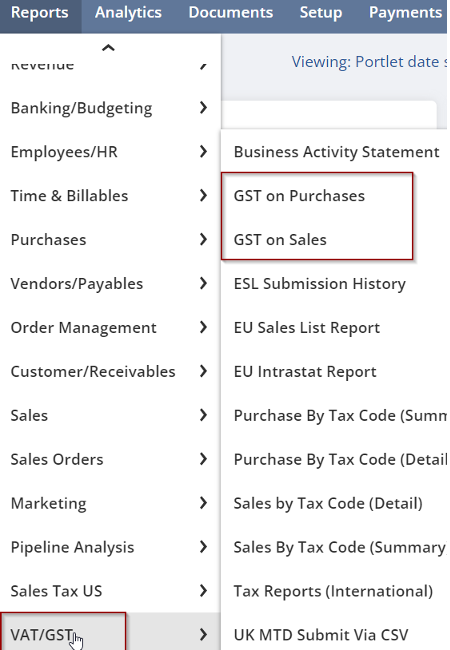 Reports Analytics Documents Setup Payments
Viewing: Portlet date
Revenue
Banking/Budgeting
Employees/HR
Time & Billables
Purchases
Vendors/Payables
Order Management
Customer/Receivables
Sales
Sales Orders
Marketing
Pipeline Analysis
Sales Tax US
VAT/GST
Business Activity Statement
GST on Purchases
GST on Sales
ESL Submission History
EU Sales List Report
EU Intrastat Report
Purchase By Tax Code (Summ
Purchase By Tax Code (Detail
Sales by Tax Code (Detail)
Sales By Tax Code (Summary
Tax Reports (International)
UK MTD Submit Via CSV